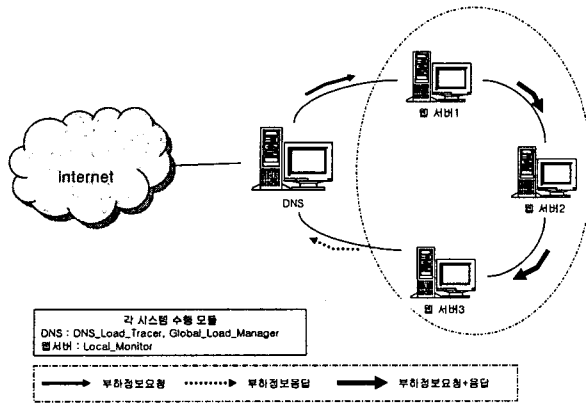 웹 서버1
internet
DNS
웹 서버2
웹 서버3
각 시스템 수행 모듈
DNS : DNS_Load_Tracer, Global_Load_Manager
웹서버 : Local_Monitor
부하정보요청
부하정보응답
부하정보요청+응답